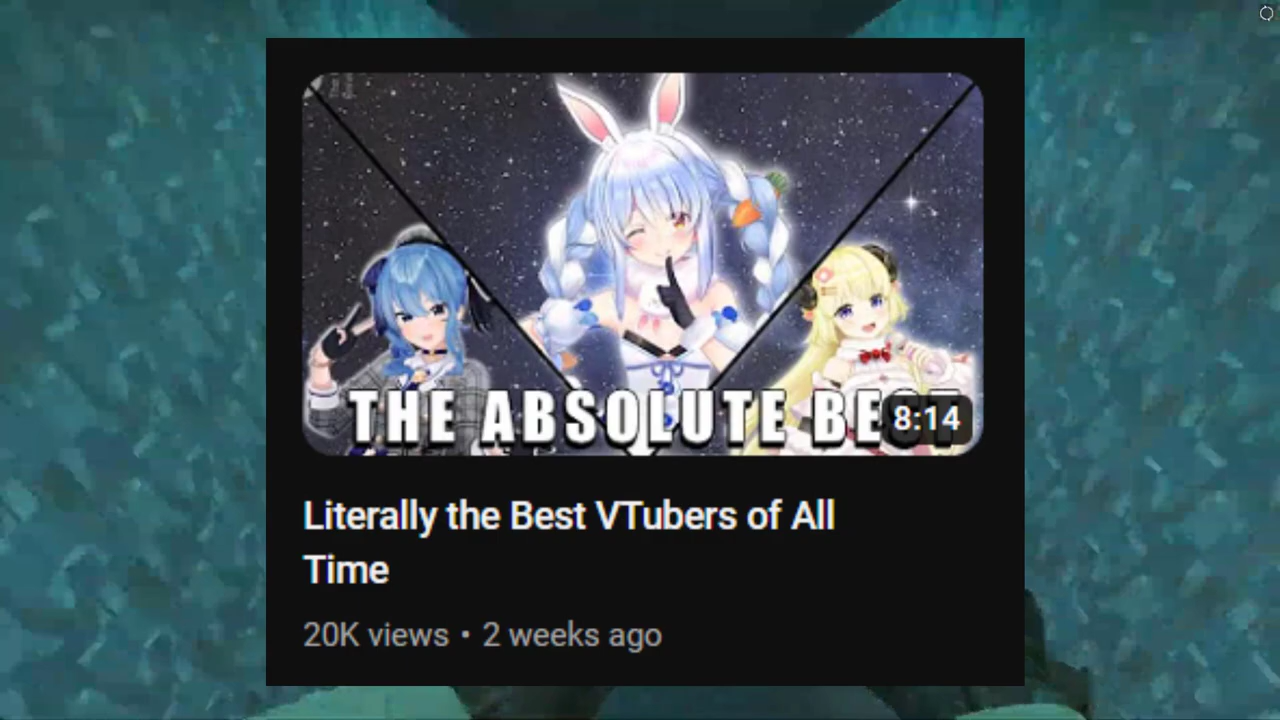 THE ABSOLUTE BE
8:14
Literally the Best VTubers of All
Time
20K views • 2 weeks ago